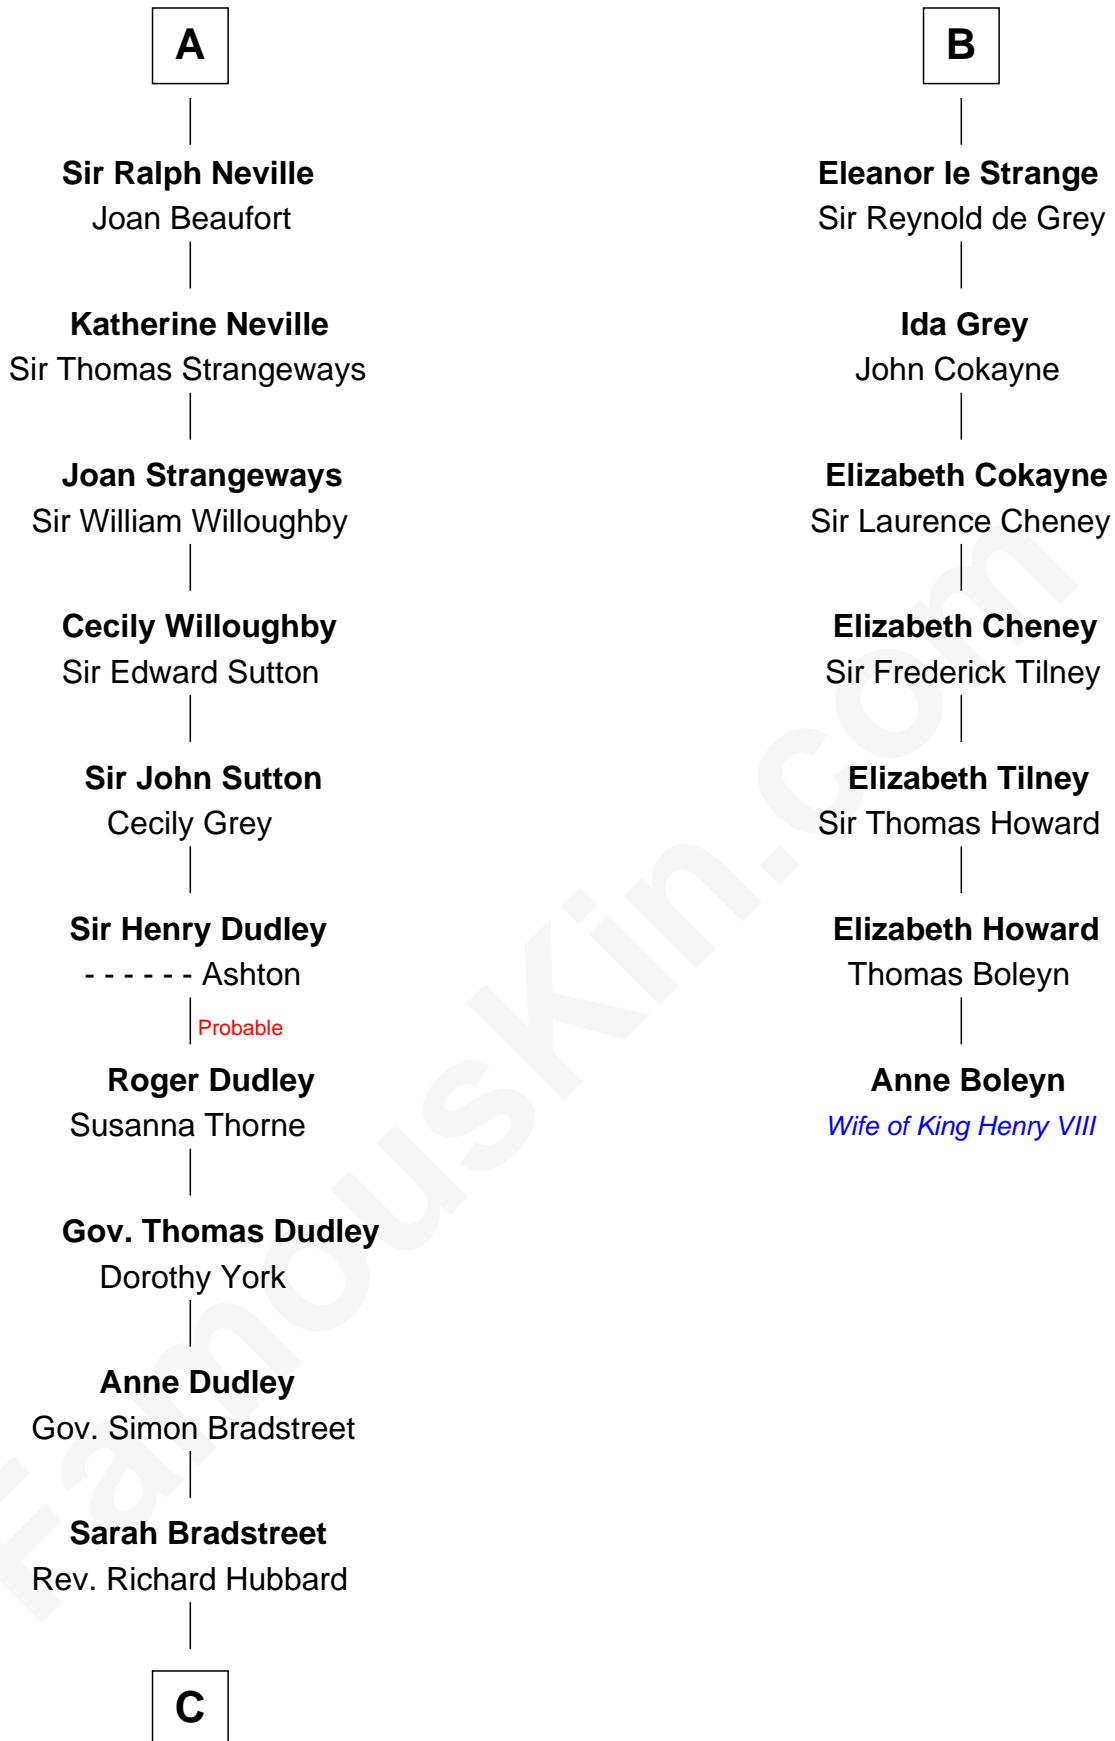 A
Sir Ralph Neville
Joan Beaufort
Katherine Neville
Sir Thomas Strangeways
Joan Strangeways
Sir William Willoughby
Cecily Willoughby
Sir Edward Sutton
Sir John Sutton
Cecily Grey
Sir Henry Dudley
- - - - - - Ashton
Probable
Roger Dudley
Susanna Thorne
Gov. Thomas Dudley
Dorothy York
Anne Dudley
Gov. Simon Bradstreet
Sarah Bradstreet
Rev. Richard Hubbard
C
B
Eleanor le Strange
Sir Reynold de Grey
Ida Grey
John Cokayne
Elizabeth Cokayne
Sir Laurence Cheney
Elizabeth Cheney
Sir Frederick Tilney
Elizabeth Tilney
Sir Thomas Howard
Elizabeth Howard
Thomas Boleyn
Anne Boleyn
Wife of King Henry VIII
FamousKin.com